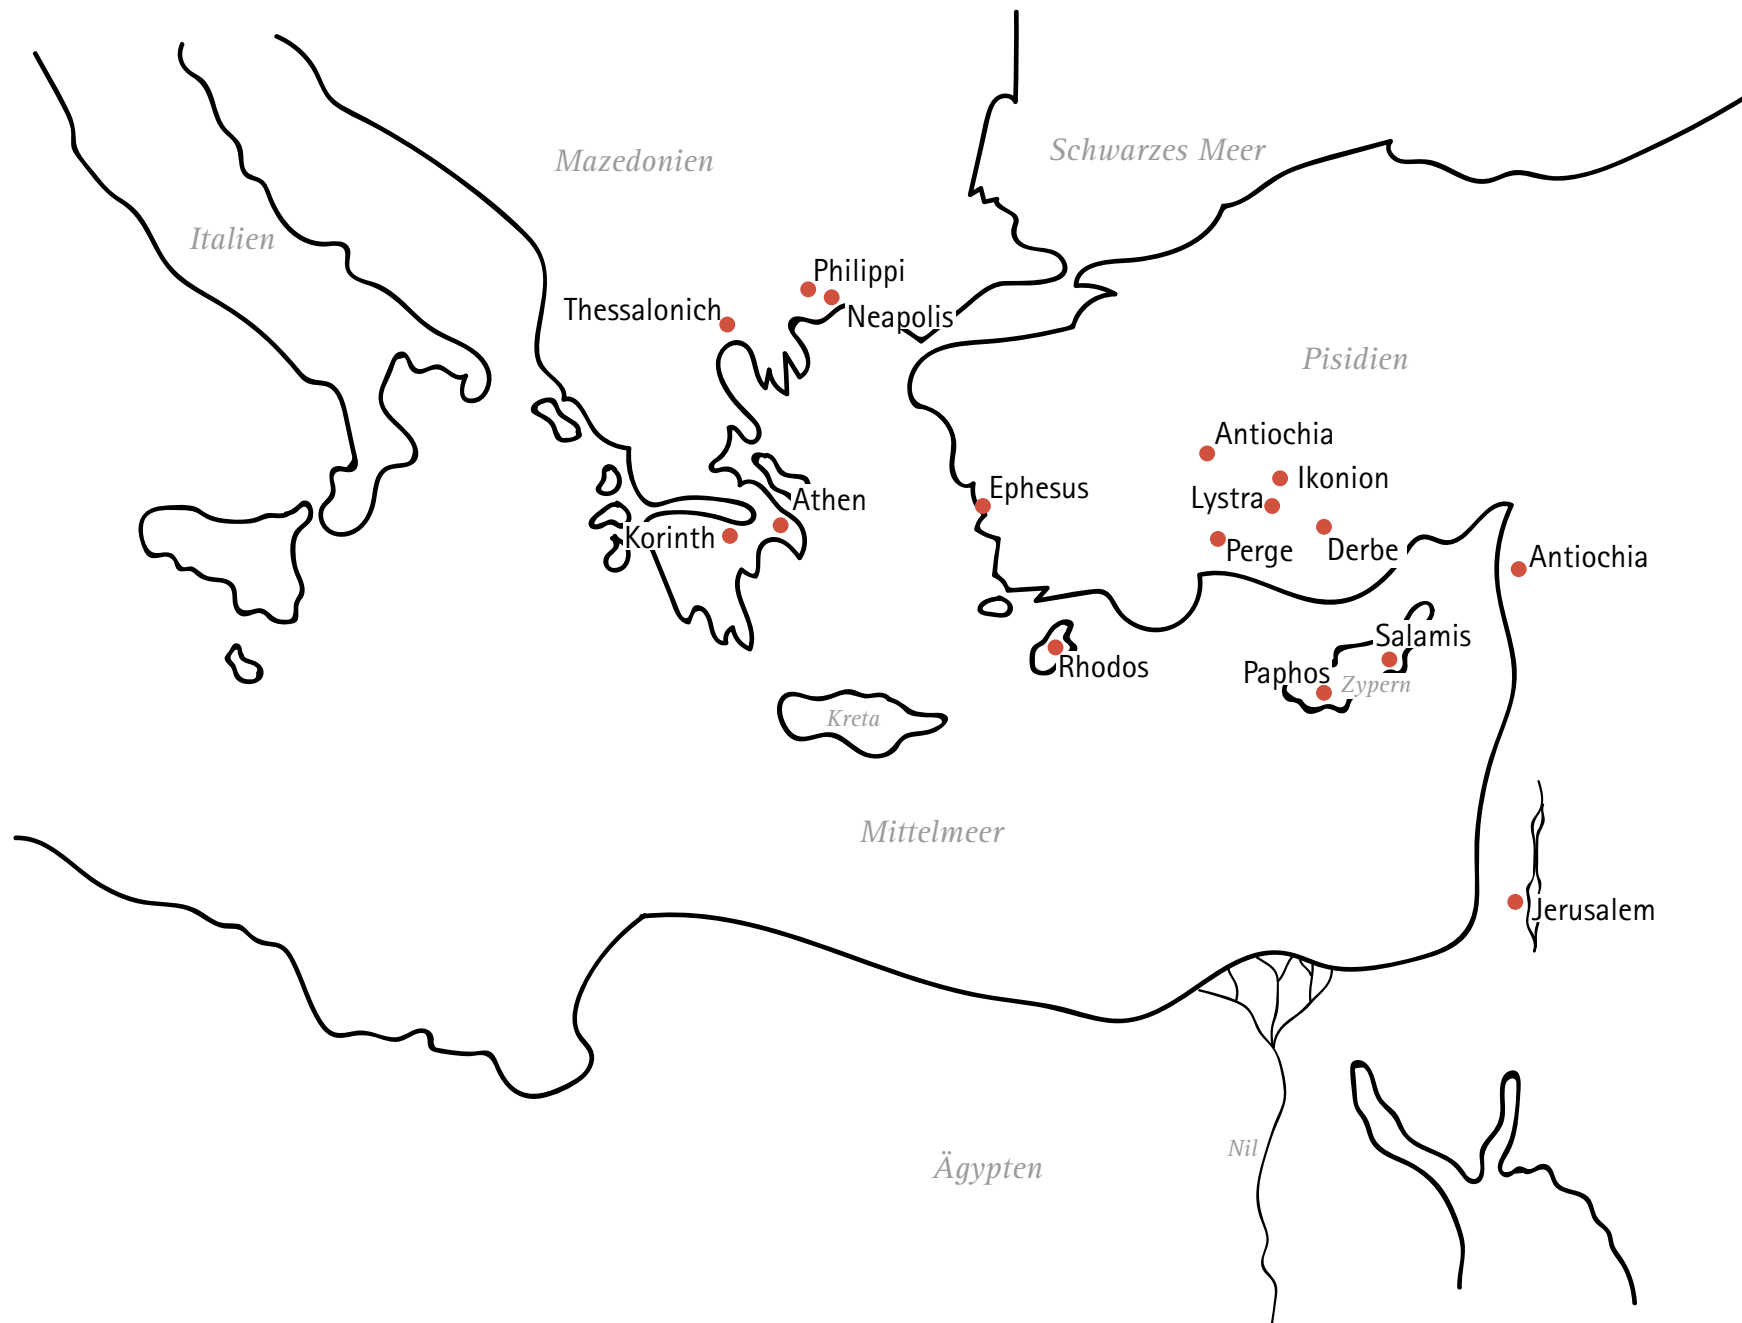 Schwarzes Meer
Mazedonien
Italien
Philippi
Thessalonich
Neapolis
Pisidien
Antiochia
Ikonion
Ephesus
Lystra
Athen
Korinth
Perge
Derbe
Antiochia
Salamis
Rhodos
Paphos
Zypern
Kreta
Mittelmeer
Jerusalem
Nil
Ägypten